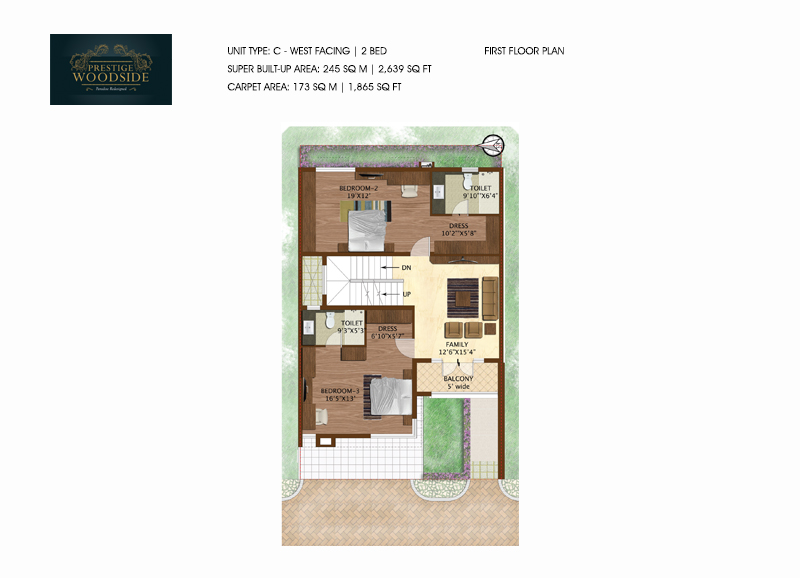 PRESTIGE
WOODSIDE
UNIT TYPE: C - WEST FACING | 2 BED
FIRST FLOOR PLAN
SUPER BUILT-UP AREA: 245 SQ M | 2,639 SQ FT
CARPET AREA: 173 SQ M | 1,865 SQ FT
BEDROOM-2
19'X12'
TOILET
9'10"X6'4"
DRESS
10'2"X5'8"
DN
UP
TOILET
9'3"X5'3"
DRESS
6'10"X5'7"
FAMILY
12'6"X15'4"
BALCONY
5' wide
BEDROOM-3
16'5"X13'